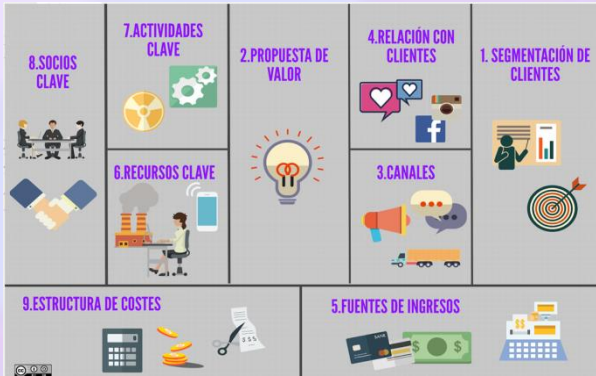 8.SOCIOS
CLAVE
7.ACTIVIDADES
CLAVE
6.RECURSOS CLAVE
2.PROPUESTA DE
VALOR
4.RELACIÓN CON
CLIENTES
3.CANALES
1. SEGMENTACIÓN DE
CLIENTES
9.ESTRUCTURA DE COSTES
$$$
5.FUENTES DE INGRESOS
$ $